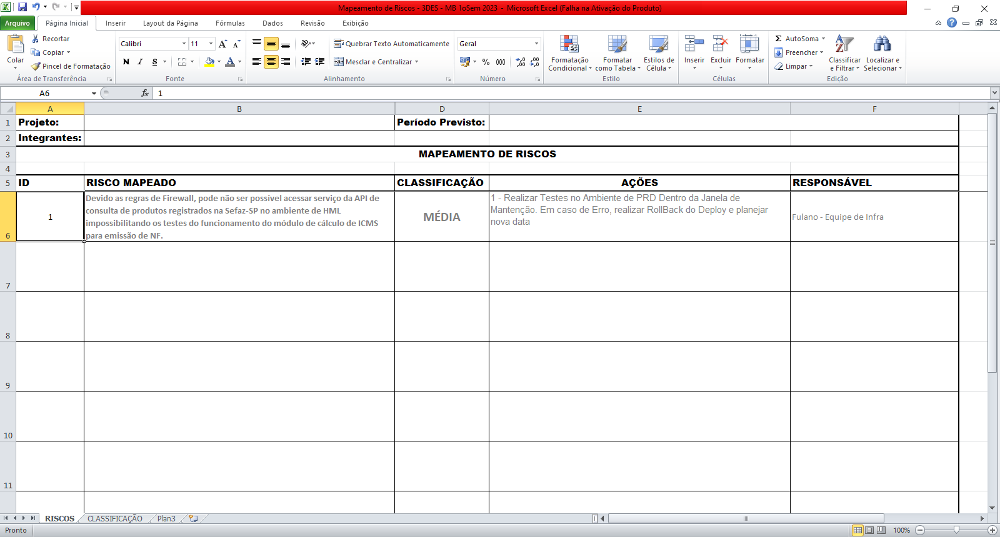 Mapeamento de Riscos - 3DES - MB 1oSem 2023 - Microsoft Excel (Falha na Ativação do Produto)
Arquivo Página Inicial Inserir Layout da Página Fórmulas Dados Revisão Exibição
Colar
Recortar
Copiar
Pincel de Formatação
Área de Transferência
Calibri 11
N I S
Fonte
Quebrar Texto Automaticamente
Mesclar e Centralizar
Alinhamento
Geral
% 000
Número
Formatação
Condicional
Formatar
como Tabela
Estilos de
Célula
Estilo
Inserir Excluir Formatar
Células
Σ AutoSoma
Preencher
Limpar
Classificar
e Filtrar
Localizar e
Selecionar
Edição
A6 fx 1
A B D E F
1 Projeto: Período Previsto:
2 Integrantes:
3 MAPEAMENTO DE RISCOS
4
5 ID RISCO MAPEADO CLASSIFICAÇÃO AÇÕES RESPONSÁVEL
6
1
Devido as regras de Firewall, pode não ser possível acessar serviço da API de
consulta de produtos registrados na Sefaz-SP no ambiente de HML
impossibilitando os testes do funcionamento do módulo de cálculo de ICMS
para emissão de NF.
MÉDIA
1 - Realizar Testes no Ambiente de PRD Dentro da Janela de
Mantenção. Em caso de Erro, realizar RollBack do Deploy e planejar
nova data
Fulano - Equipe de Infra
7
8
9
10
11
RISCOS CLASSIFICAÇÃO Plan3
Pronto 100%